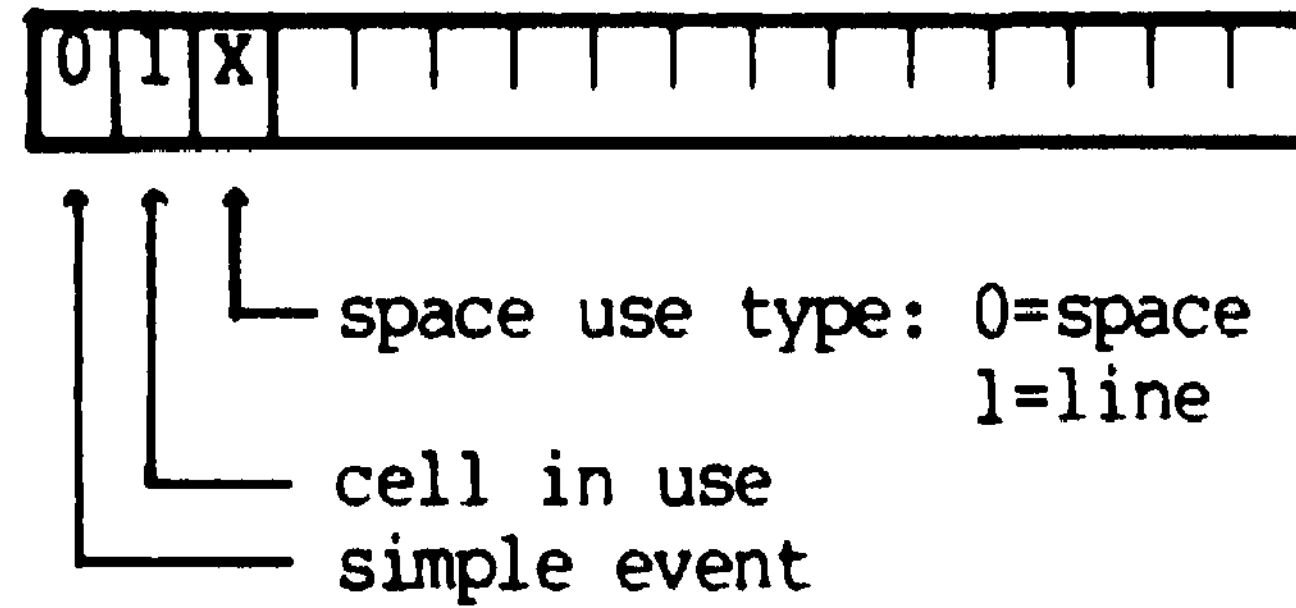 0 1 X
space use type: 0=space
1=line
cell in use
simple event